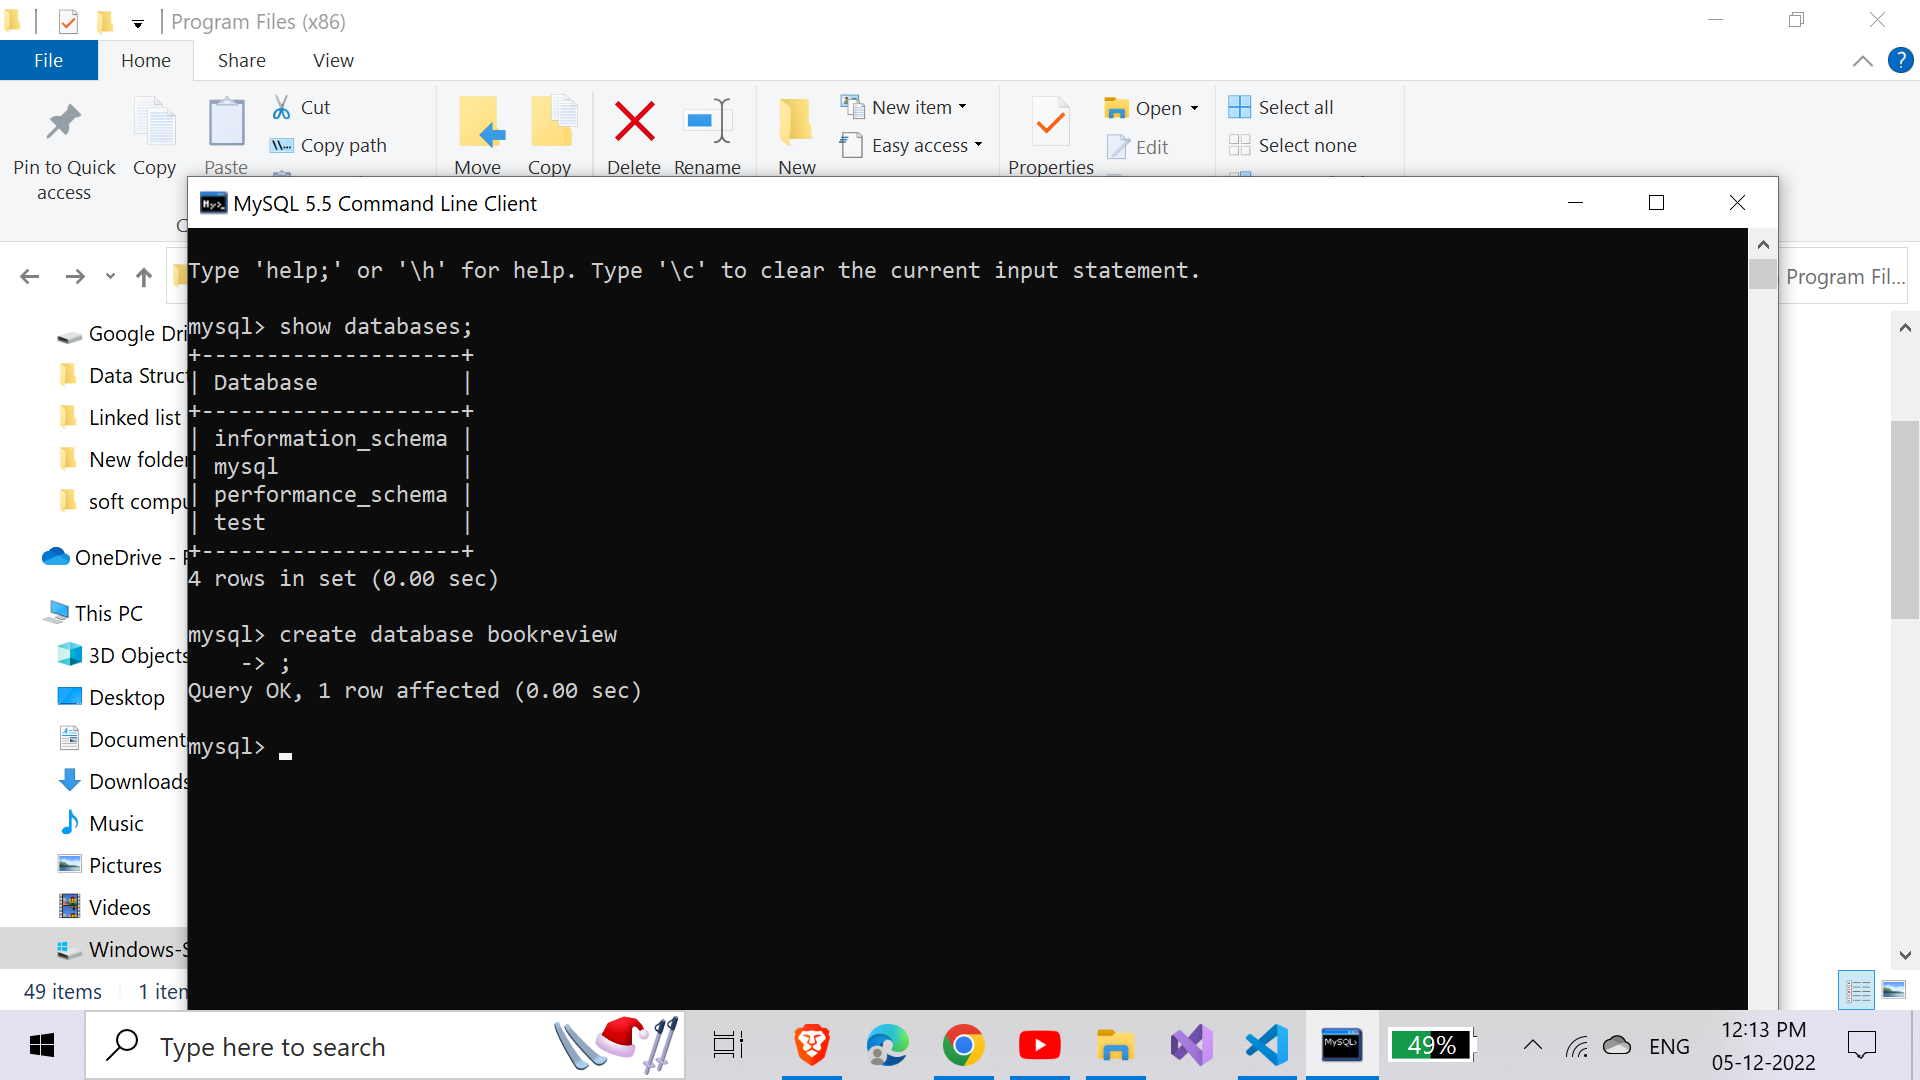 Program Files (x86)
File Home Share View
Pin to Quick access
Copy
Paste
Cut
Copy path
Move
Copy
Delete
Rename
New
New item
Easy access
Properties
Open
Edit
Select all
Select none
MySQL 5.5 Command Line Client
Program Fil...
Type 'help;' or '\h' for help. Type '\c' to clear the current input statement.
mysql> show databases;
+--------------------+
| Database           |
+--------------------+
| information_schema |
| mysql              |
| performance_schema |
| test               |
+--------------------+
4 rows in set (0.00 sec)
mysql> create database bookreview
    -> ;
Query OK, 1 row affected (0.00 sec)
mysql>
Google Dri
Data Struc
Linked list
New folde
soft comp
OneDrive -
This PC
3D Objects
Desktop
Document
Downloads
Music
Pictures
Videos
Windows-S
49 items 1 iten
Type here to search
MySQL>
49%
ENG
12:13 PM
05-12-2022